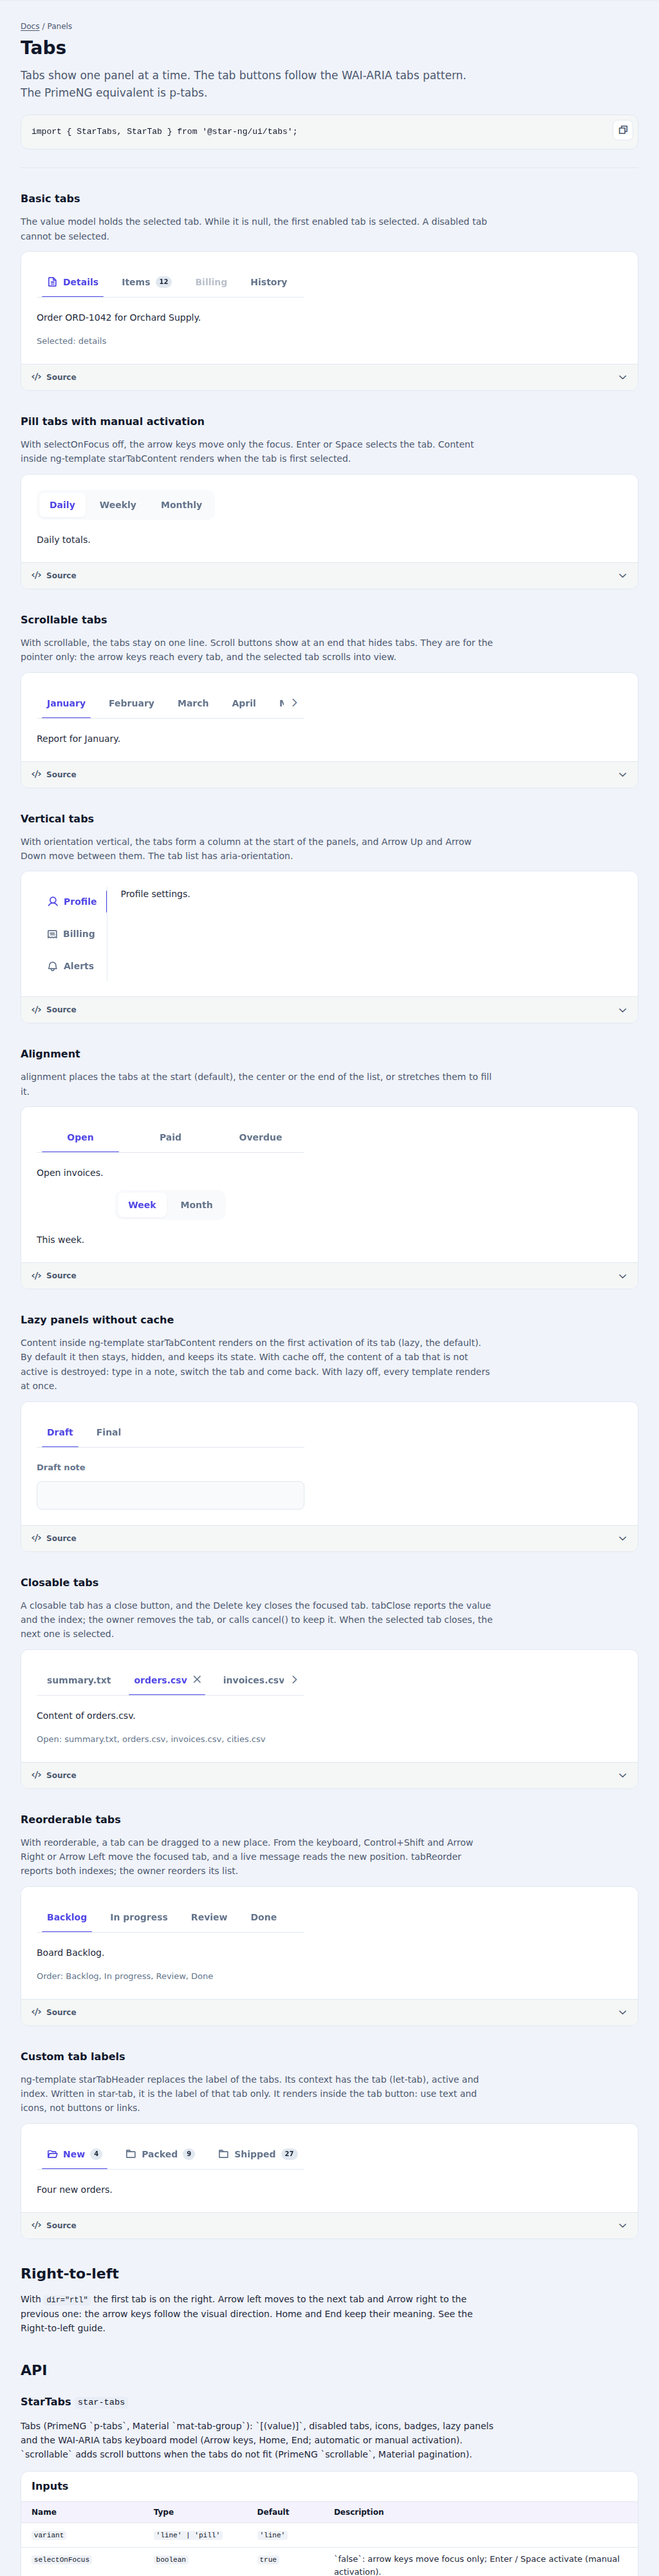 Docs / Panels
Tabs
Tabs show one panel at a time. The tab buttons follow the WAI-ARIA tabs pattern.
The PrimeNG equivalent is p-tabs.
import { StarTabs, StarTab } from '@star-ng/ui/tabs';
Basic tabs
The value model holds the selected tab. While it is null, the first enabled tab is selected. A disabled tab
cannot be selected.
Details Items 12 Billing History
Order ORD-1042 for Orchard Supply.
Selected: details
Source
Pill tabs with manual activation
With selectOnFocus off, the arrow keys move only the focus. Enter or Space selects the tab. Content
inside ng-template starTabContent renders when the tab is first selected.
Daily Weekly Monthly
Daily totals.
Source
Scrollable tabs
With scrollable, the tabs stay on one line. Scroll buttons show at an end that hides tabs. They are for the
pointer only: the arrow keys reach every tab, and the selected tab scrolls into view.
January February March April
Report for January.
Source
Vertical tabs
With orientation vertical, the tabs form a column at the start of the panels, and Arrow Up and Arrow
Down move between them. The tab list has aria-orientation.
Profile Profile settings.
Billing
Alerts
Source
Alignment
alignment places the tabs at the start (default), the center or the end of the list, or stretches them to fill
it.
Open Paid Overdue
Open invoices.
Week Month
This week.
Source
Lazy panels without cache
Content inside ng-template starTabContent renders on the first activation of its tab (lazy, the default).
By default it then stays, hidden, and keeps its state. With cache off, the content of a tab that is not
active is destroyed: type in a note, switch the tab and come back. With lazy off, every template renders
at once.
Draft Final
Draft note
Source
Closable tabs
A closable tab has a close button, and the Delete key closes the focused tab. tabClose reports the value
and the index; the owner removes the tab, or calls cancel() to keep it. When the selected tab closes, the
next one is selected.
summary.txt orders.csv invoices.csv
Content of orders.csv.
Open: summary.txt, orders.csv, invoices.csv, cities.csv
Source
Reorderable tabs
With reorderable, a tab can be dragged to a new place. From the keyboard, Control+Shift and Arrow
Right or Arrow Left move the focused tab, and a live message reads the new position. tabReorder
reports both indexes; the owner reorders its list.
Backlog In progress Review Done
Board Backlog.
Order: Backlog, In progress, Review, Done
Source
Custom tab labels
ng-template starTabHeader replaces the label of the tabs. Its context has the tab (let-tab), active and
index. Written in star-tab, it is the label of that tab only. It renders inside the tab button: use text and
icons, not buttons or links.
New 4 Packed 9 Shipped 27
Four new orders.
Source
Right-to-left
With dir="rtl" the first tab is on the right. Arrow left moves to the next tab and Arrow right to the
previous one: the arrow keys follow the visual direction. Home and End keep their meaning. See the
Right-to-left guide.
API
StarTabs star-tabs
Tabs (PrimeNG `p-tabs`, Material `mat-tab-group`): `[(value)]`, disabled tabs, icons, badges, lazy panels
and the WAI-ARIA tabs keyboard model (Arrow keys, Home, End; automatic or manual activation).
`scrollable` adds scroll buttons when the tabs do not fit (PrimeNG `scrollable`, Material pagination).
Inputs
Name Type Default Description
variant 'line' | 'pill' 'line'
selectOnFocus boolean true `false`: arrow keys move focus only; Enter / Space activate (manual
activation).